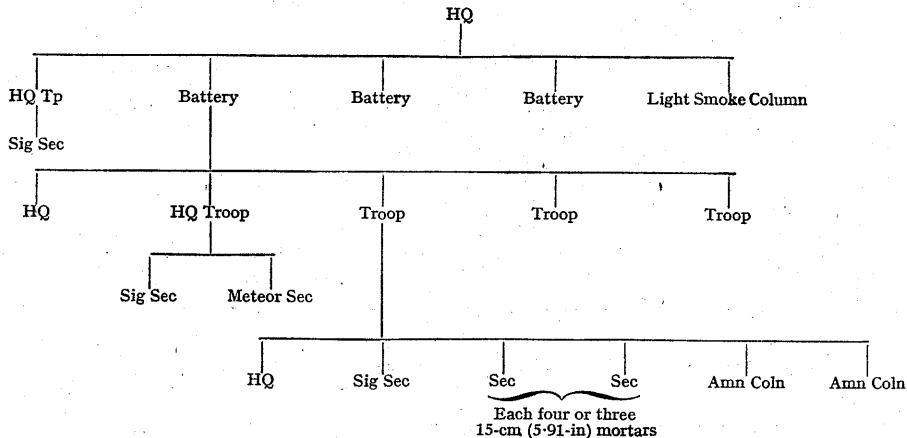 HQ
HQ Tp Battery Battery Battery Light Smoke Column
Sig Sec
HQ HQ Troop Troop Troop Troop
Sig Sec Meteor Sec
HQ Sig Sec Sec Sec Amn Coln Amn Coln
Each four or three
15-cm (5·91-in) mortars